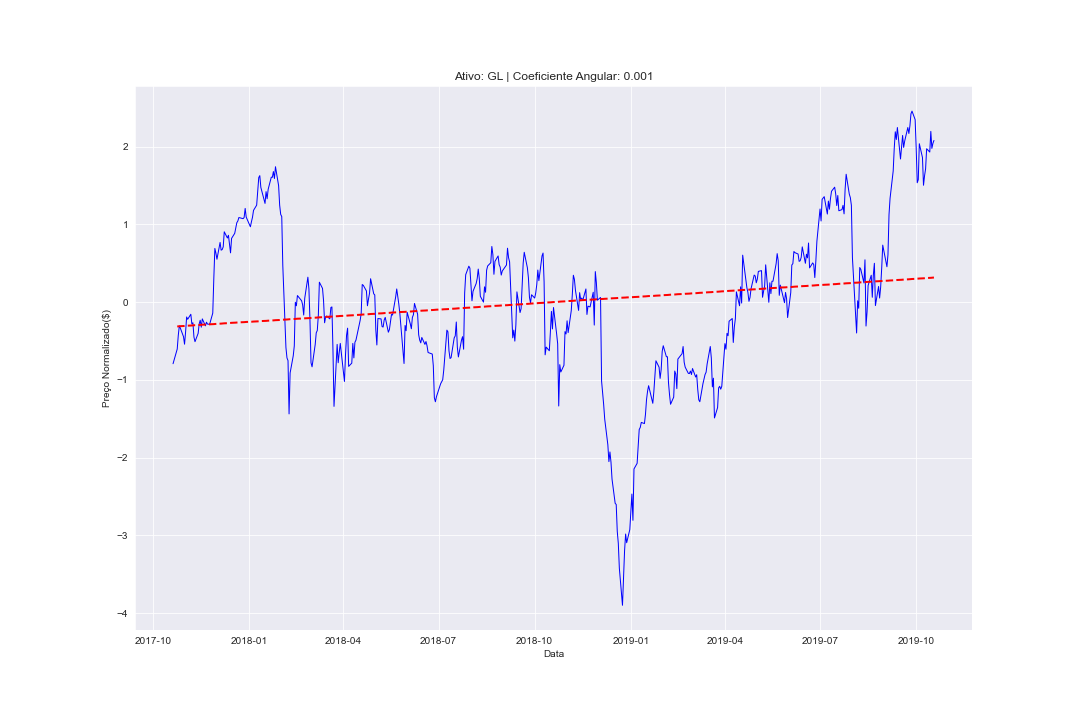 Ativo: GL | Coeficiente Angular: 0.001
Preço Normalizado($)
2
1
0
−1
−2
−3
−4
2017-10 2018-01 2018-04 2018-07 2018-10 2019-01 2019-04 2019-07 2019-10
Data